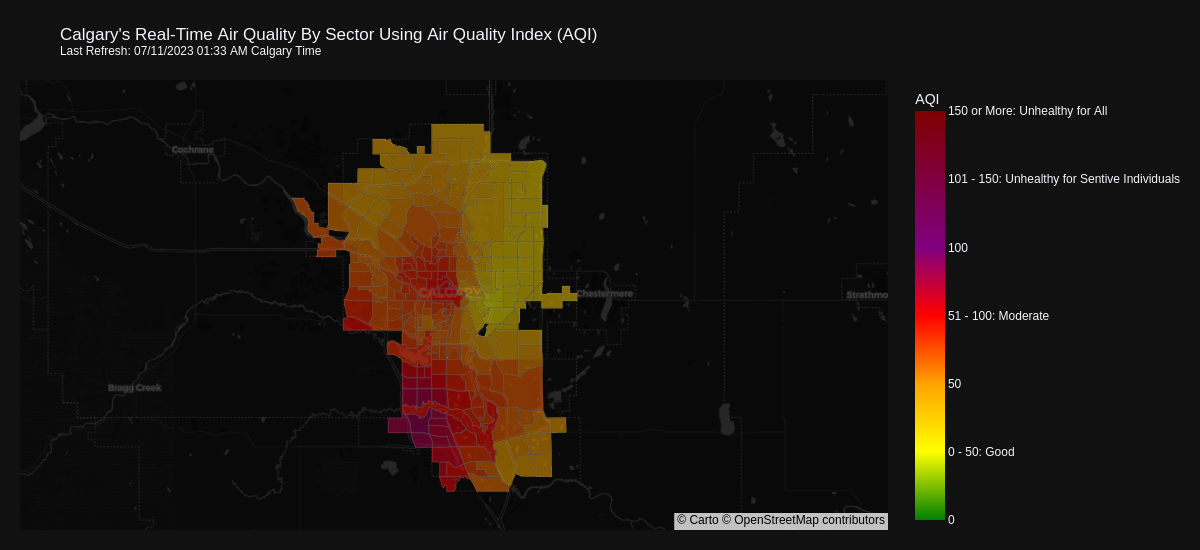 Calgary's Real-Time Air Quality By Sector Using Air Quality Index (AQI)
Last Refresh: 07/11/2023 01:33 AM Calgary Time
AQI
150 or More: Unhealthy for All
Cochrane
101 - 150: Unhealthy for Sentive Individuals
100
CALGARY
Chestermere
Strathmo
51 - 100: Moderate
50
Bragg Creek
0 - 50: Good
0
© Carto © OpenStreetMap contributors